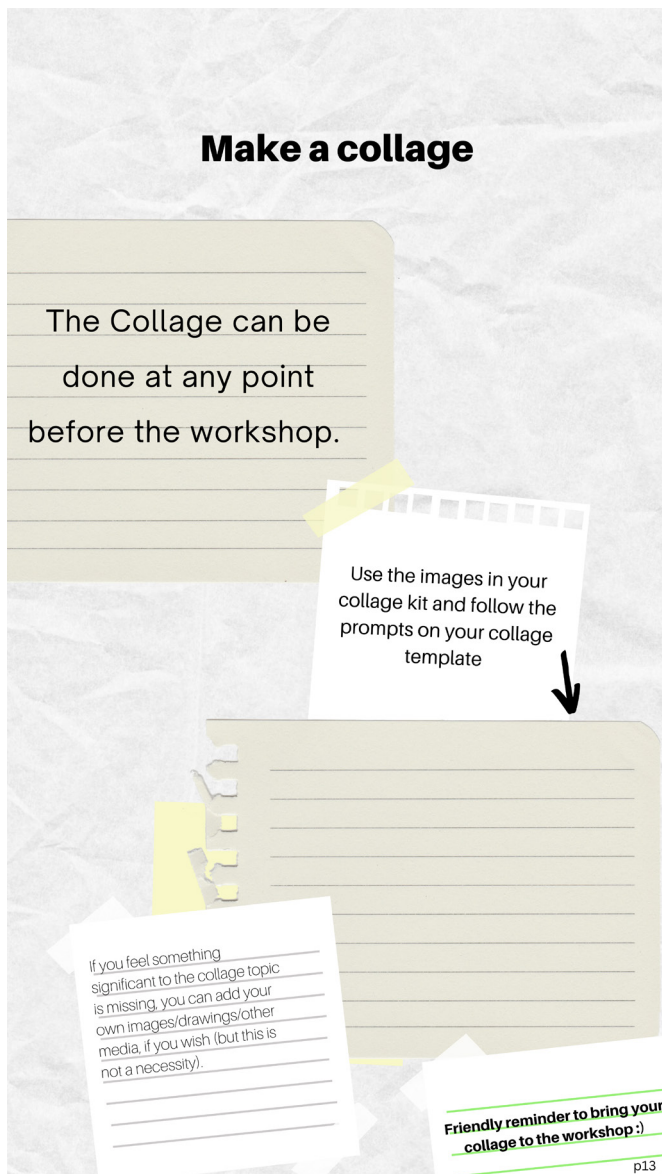 Make a collage
The Collage can be
done at any point
before the workshop.
Use the images in your
collage kit and follow the
prompts on your collage
template
If you feel something
significant to the collage topic
is missing, you can add your
own images/drawings/other
media, if you wish (but this is
not a necessity).
Friendly reminder to bring your
collage to the workshop :)
p13